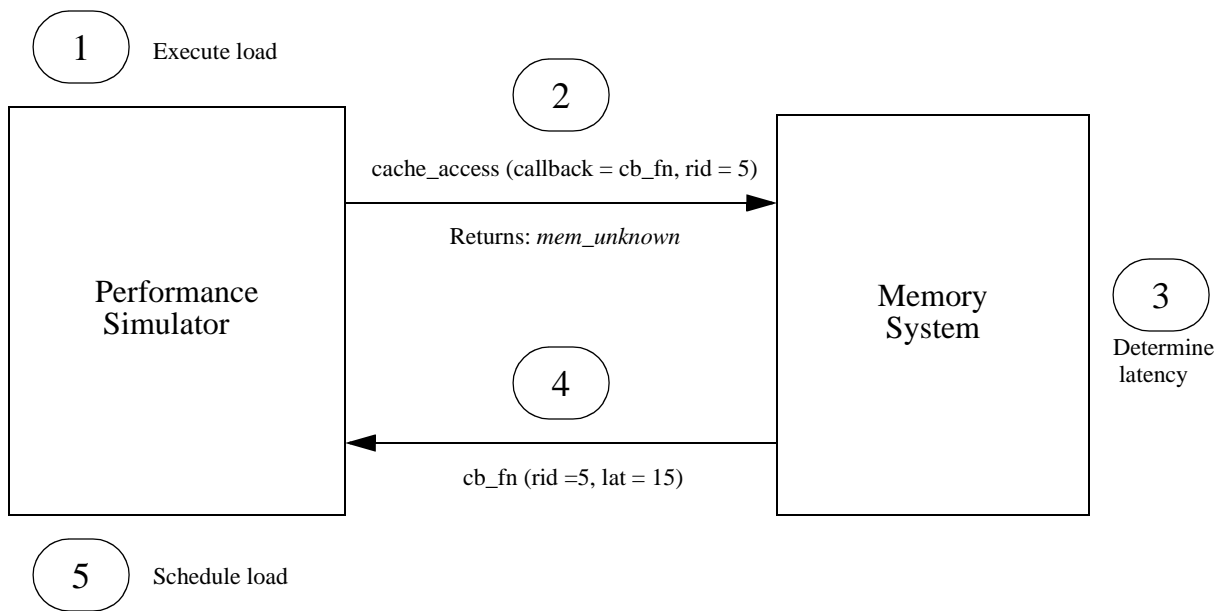 1
Execute load
2
cache_access (callback = cb_fn, rid = 5)
Returns: mem_unknown
Performance
Simulator
Memory
System
3
Determine
latency
4
cb_fn (rid =5, lat = 15)
5
Schedule load